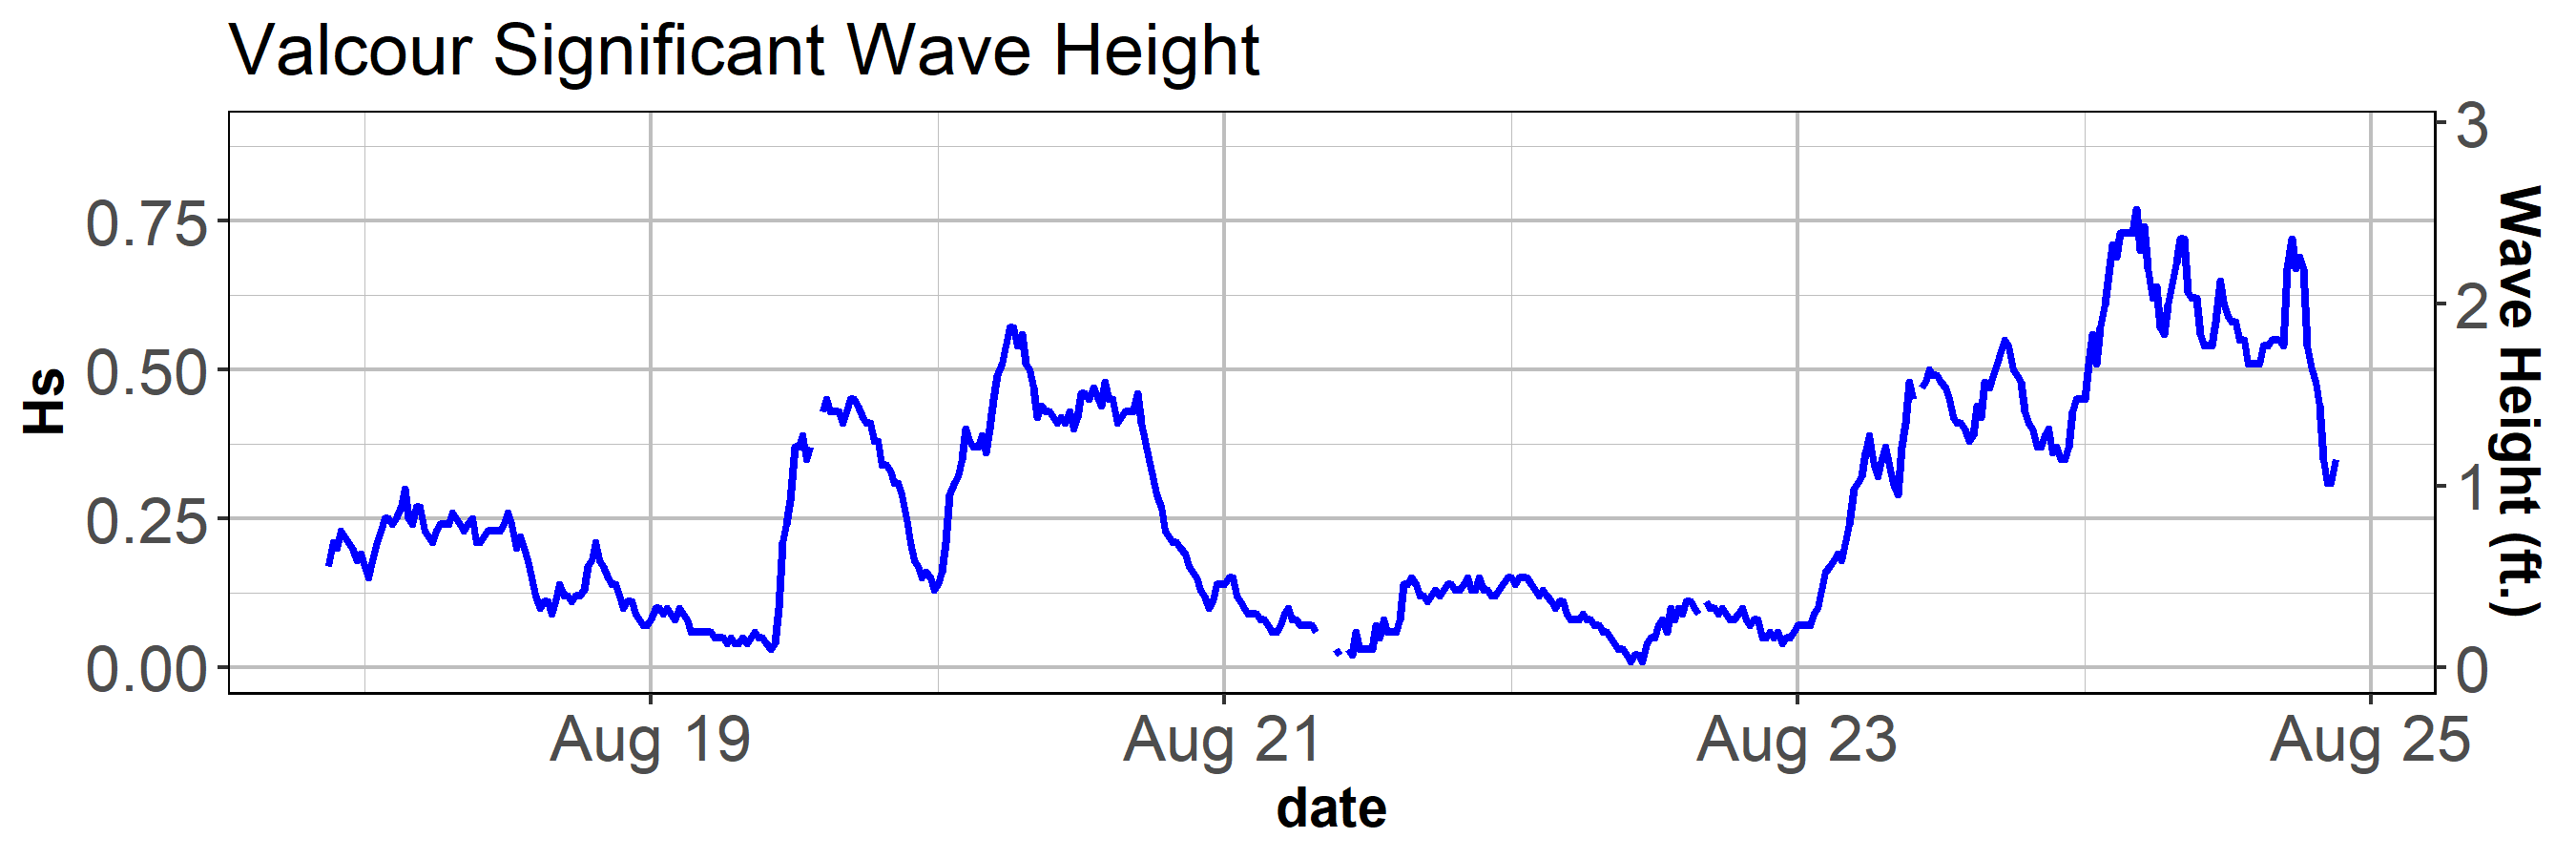 Valcour Significant Wave Height
Hs
0.75
0.50
0.25
0.00
3
2
1
0
Wave Height (ft.)
Aug 19 Aug 21 Aug 23 Aug 25
date